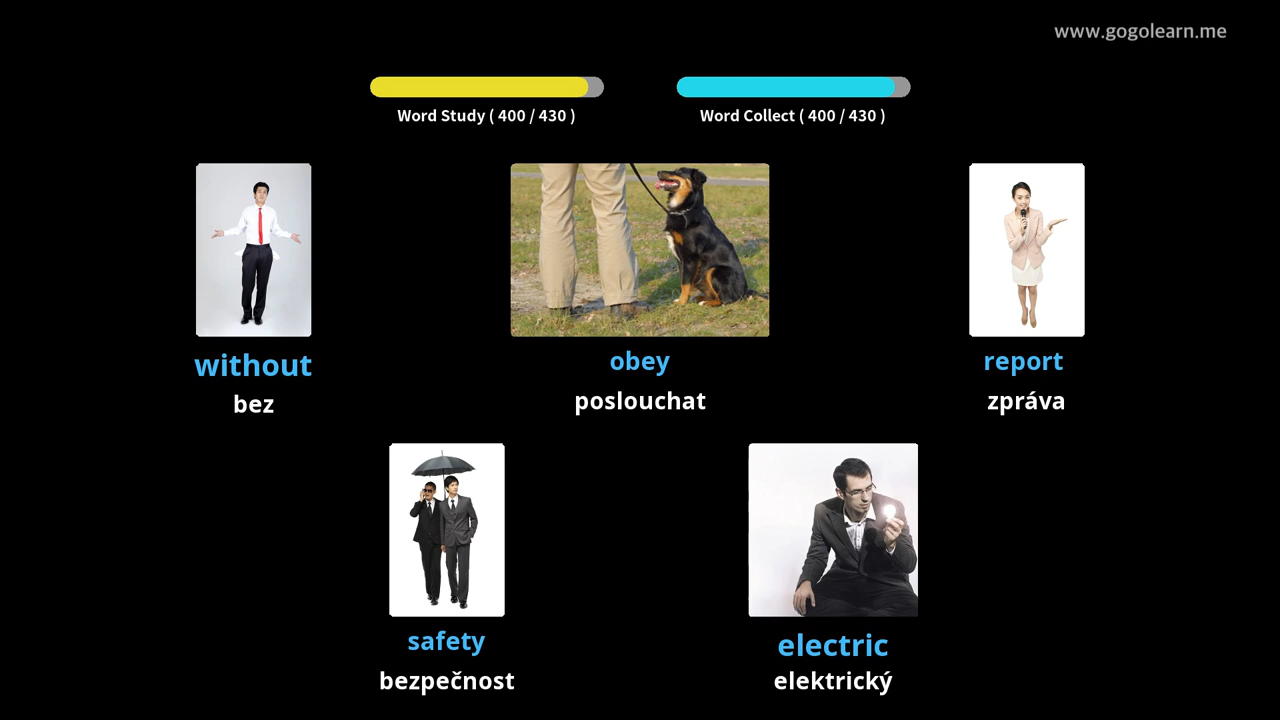 www.gogolearn.me
Word Study ( 400 / 430 )
Word Collect ( 400 / 430 )
without
bez
obey
poslouchat
report
zpráva
safety
bezpečnost
electric
elektrický